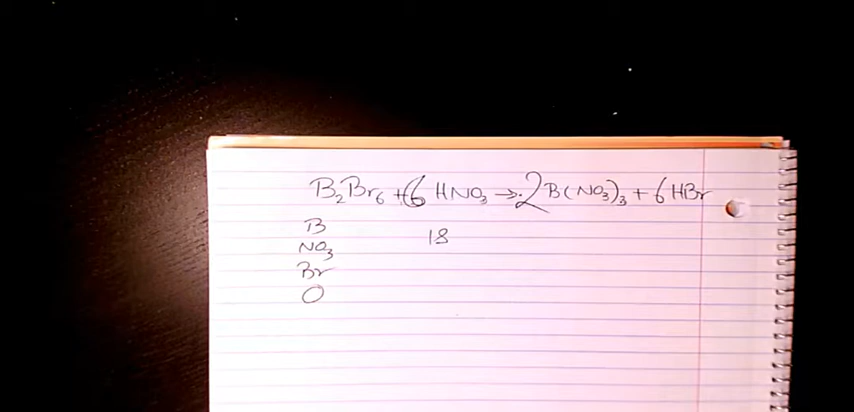 B₂Br₆ + 6 HNO₃ → 2 B(NO₃)₃ + 6 HBr
B
NO₃ 18
Br
O